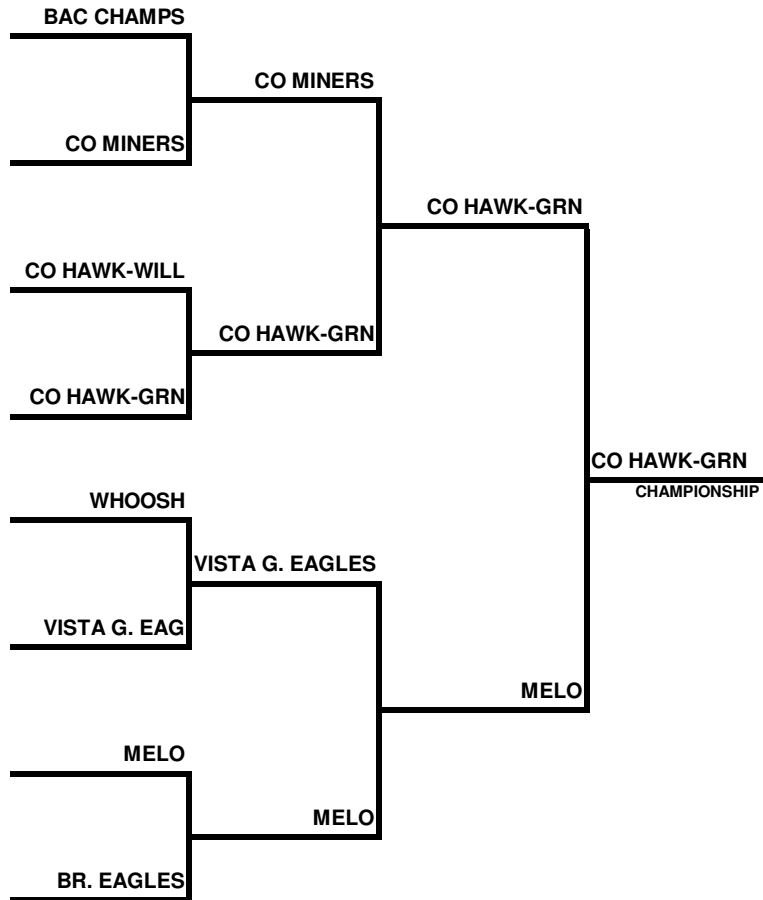 BAC CHAMPS
CO MINERS
CO MINERS
CO HAWK-GRN
CO HAWK-WILL
CO HAWK-GRN
CO HAWK-GRN
CO HAWK-GRN
CHAMPIONSHIP
WHOOSH
VISTA G. EAGLES
VISTA G. EAG
MELO
MELO
MELO
BR. EAGLES